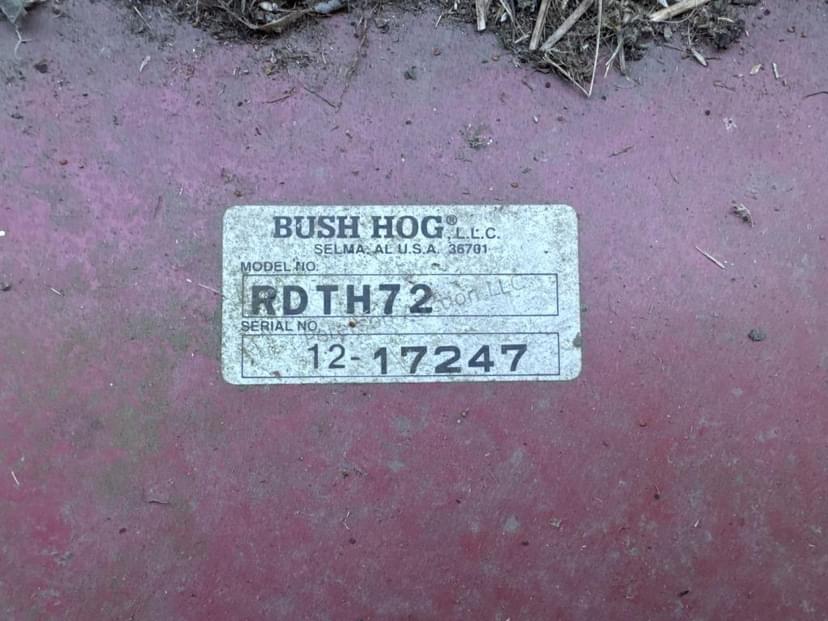 BUSH HOG® L.L.C.
SELMA, AL U.S.A. 36701
MODEL NO.
RDTH72
SERIAL NO.
12-17247